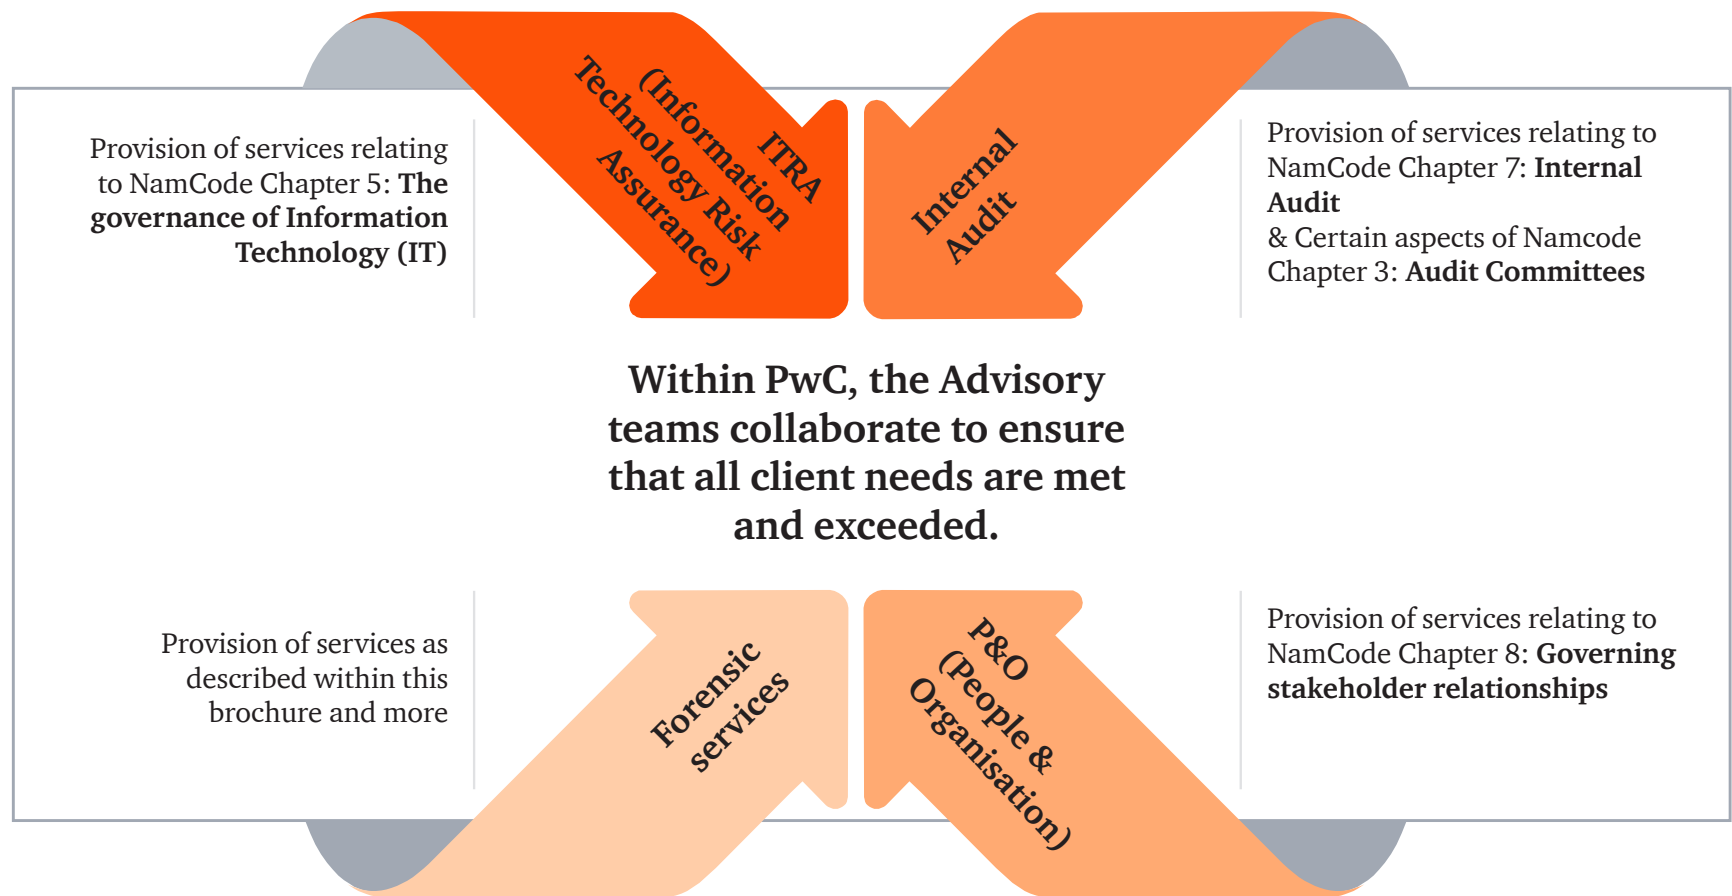 Provision of services relating
to NamCode Chapter 5: The
governance of Information
Technology (IT)
ITRA
(Information
Technology Risk
Assurance)
Internal
Audit
Provision of services relating to
NamCode Chapter 7: Internal
Audit
& Certain aspects of Namcode
Chapter 3: Audit Committees
Within PwC, the Advisory
teams collaborate to ensure
that all client needs are met
and exceeded.
Provision of services as
described within this
brochure and more
Forensic
services
P&O
(People &
Organisation)
Provision of services relating to
NamCode Chapter 8: Governing
stakeholder relationships